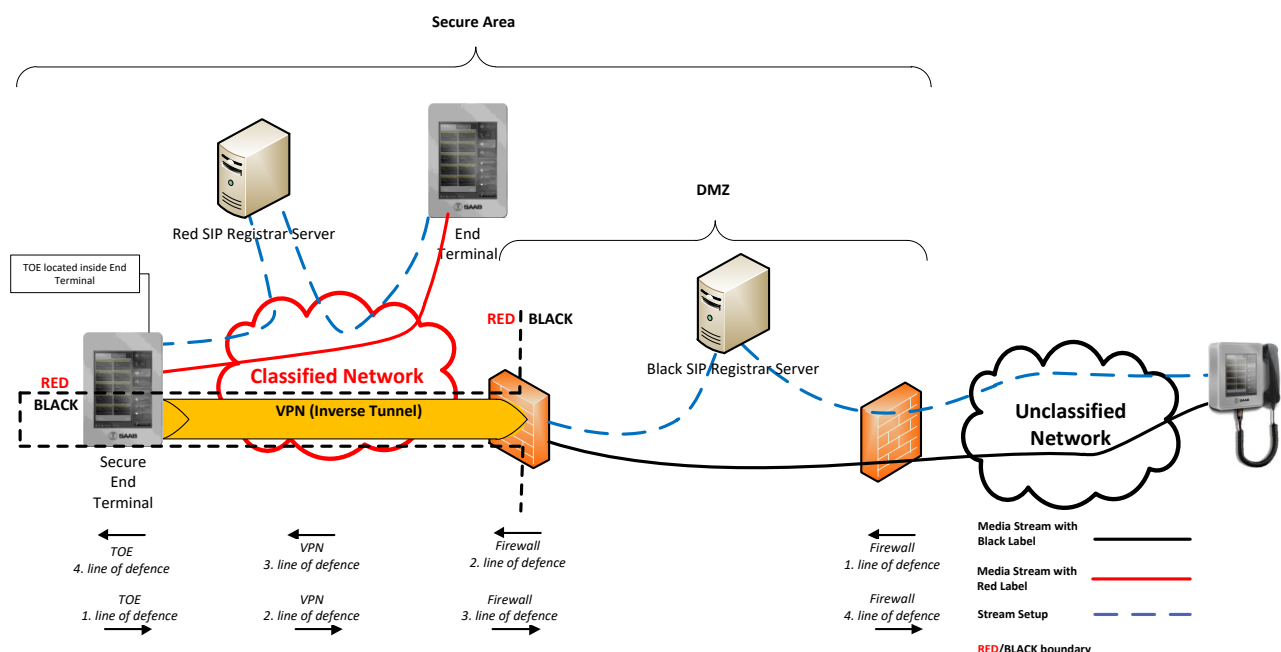 Secure Area
SAAB
DMZ
Red SIP Registrar Server
End
Terminal
TOE located inside End
Terminal
RED BLACK
Black SIP Registrar Server
RED
BLACK
Classified Network
VPN (Inverse Tunnel)
SAAB
Unclassified
Network
Secure
End
Terminal
TOE
4. line of defence
VPN
3. line of defence
Firewall
2. line of defence
Firewall
1. line of defence
TOE
1. line of defence
VPN
2. line of defence
Firewall
3. line of defence
Firewall
4. line of defence
Media Stream with
Black Label
Media Stream with
Red Label
Stream Setup
RED/BLACK boundary